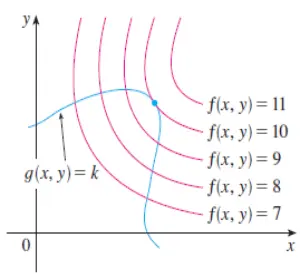 y
f(x, y) = 11
f(x, y) = 10
f(x, y) = 9
g(x, y) = k
f(x, y) = 8
f(x, y) = 7
0
x